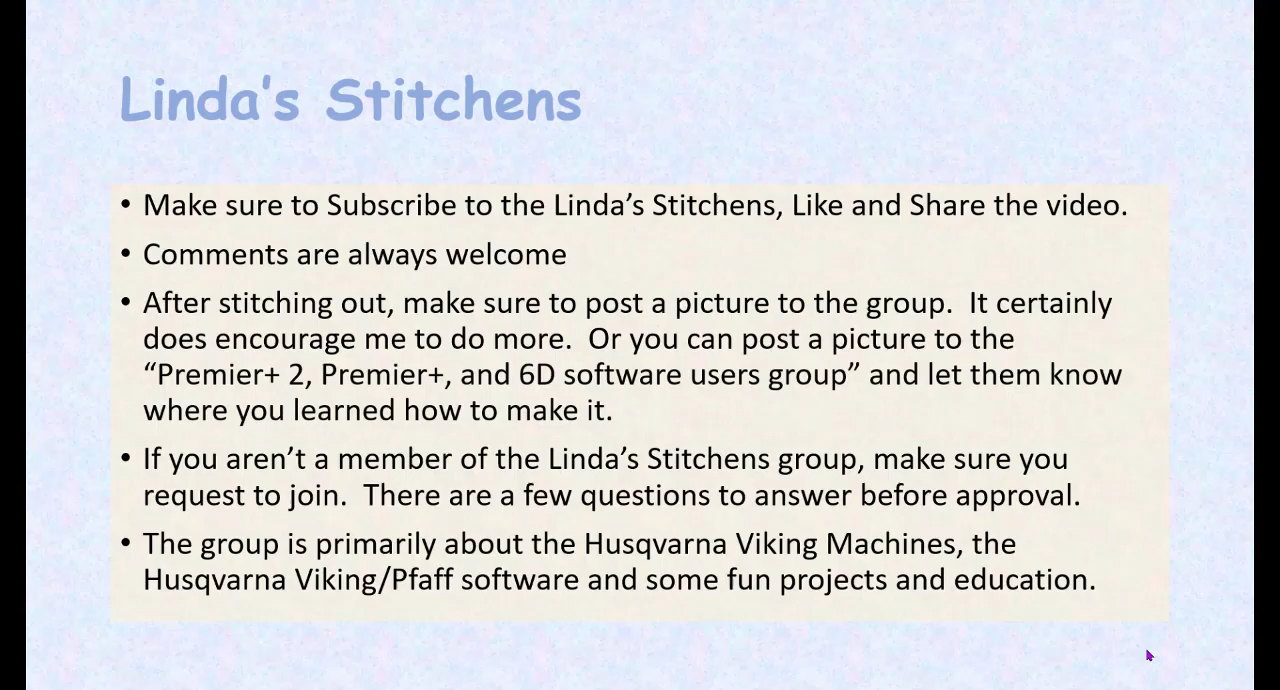 Linda's Stitchens
• Make sure to Subscribe to the Linda’s Stitchens, Like and Share the video.
• Comments are always welcome
• After stitching out, make sure to post a picture to the group.  It certainly
does encourage me to do more.  Or you can post a picture to the
“Premier+ 2, Premier+, and 6D software users group” and let them know
where you learned how to make it.
• If you aren’t a member of the Linda’s Stitchens group, make sure you
request to join.  There are a few questions to answer before approval.
• The group is primarily about the Husqvarna Viking Machines, the
Husqvarna Viking/Pfaff software and some fun projects and education.